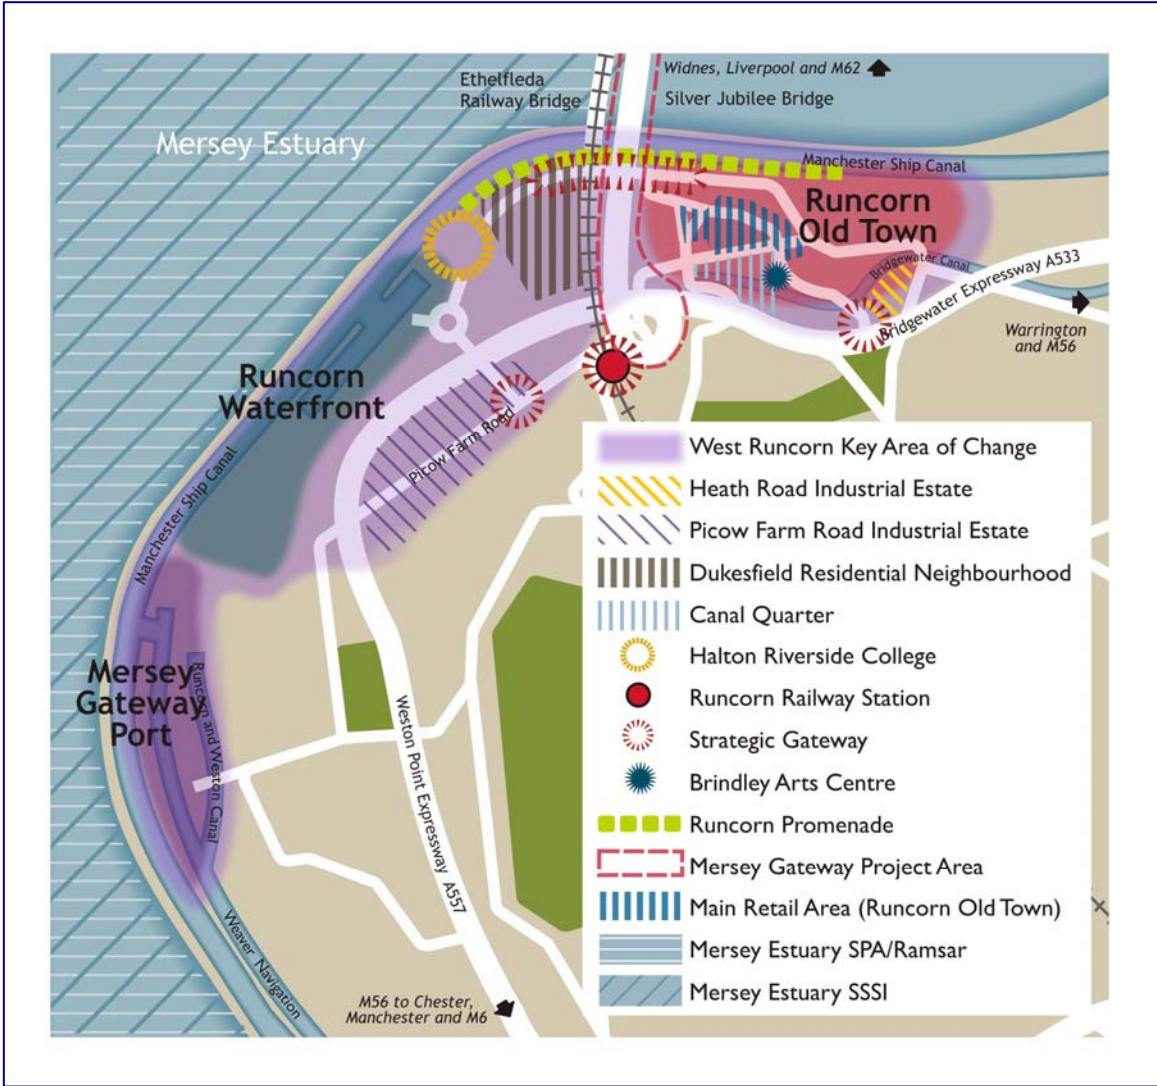 Ethelfleda
Railway Bridge
Widnes, Liverpool and M62
Silver Jubilee Bridge
Mersey Estuary
Manchester Ship Canal
Runcorn
Old Town
Bridgewater Canal
Bridgewater Expressway A533
Warrington
and M56
Runcorn
Waterfront
Picow Farm Road
Manchester Ship Canal
Mersey
Gateway
Port
Runcorn and Weston Canal
Weston Point Expressway A557
Weaver Navigation
M56 to Chester,
Manchester and M6
West Runcorn Key Area of Change
Heath Road Industrial Estate
Picow Farm Road Industrial Estate
Dukesfield Residential Neighbourhood
Canal Quarter
Halton Riverside College
Runcorn Railway Station
Strategic Gateway
Brindley Arts Centre
Runcorn Promenade
Mersey Gateway Project Area
Main Retail Area (Runcorn Old Town)
Mersey Estuary SPA/Ramsar
Mersey Estuary SSSI